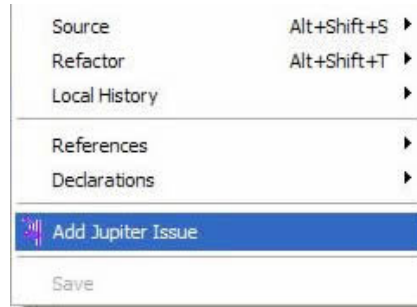 Source Alt+Shift+S
Refactor Alt+Shift+T
Local History
References
Declarations
Add Jupiter Issue
Save